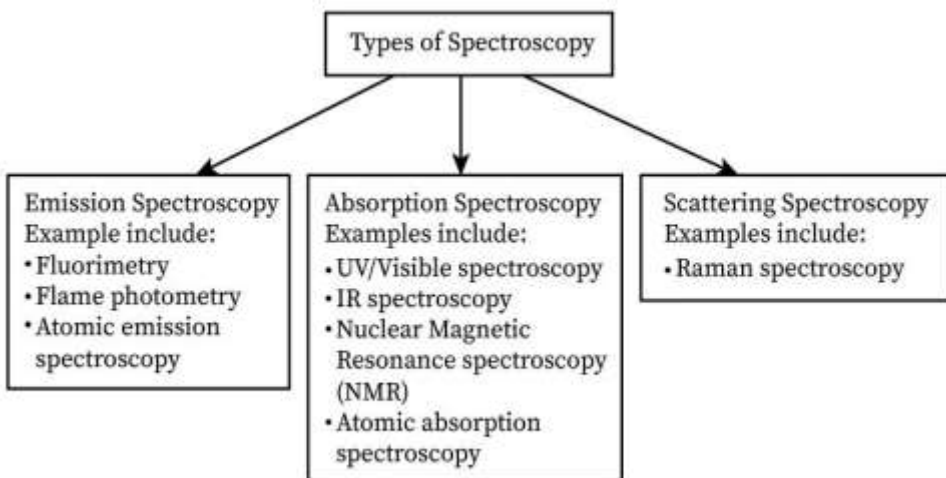 Types of Spectroscopy
Emission Spectroscopy
Example include:
• Fluorimetry
• Flame photometry
• Atomic emission
spectroscopy
Absorption Spectroscopy
Examples include:
• UV/Visible spectroscopy
• IR spectroscopy
• Nuclear Magnetic
Resonance spectroscopy
(NMR)
• Atomic absorption
spectroscopy
Scattering Spectroscopy
Examples include:
• Raman spectroscopy